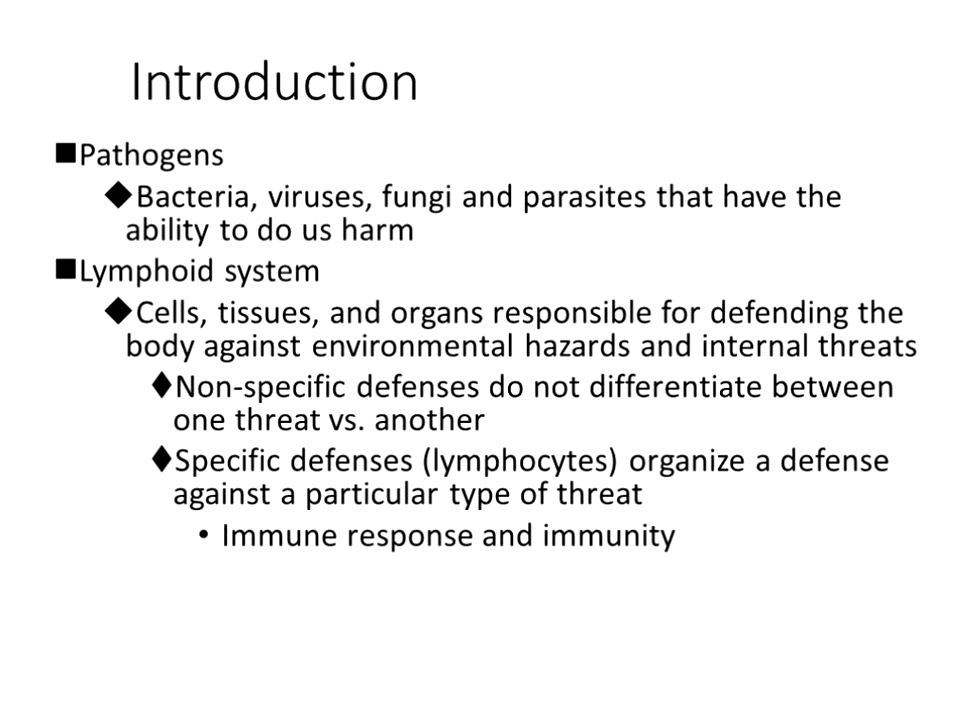 Introduction
■Pathogens
◆Bacteria, viruses, fungi and parasites that have the
ability to do us harm
■Lymphoid system
◆Cells, tissues, and organs responsible for defending the
body against environmental hazards and internal threats
♦Non-specific defenses do not differentiate between
one threat vs. another
♦Specific defenses (lymphocytes) organize a defense
against a particular type of threat
• Immune response and immunity